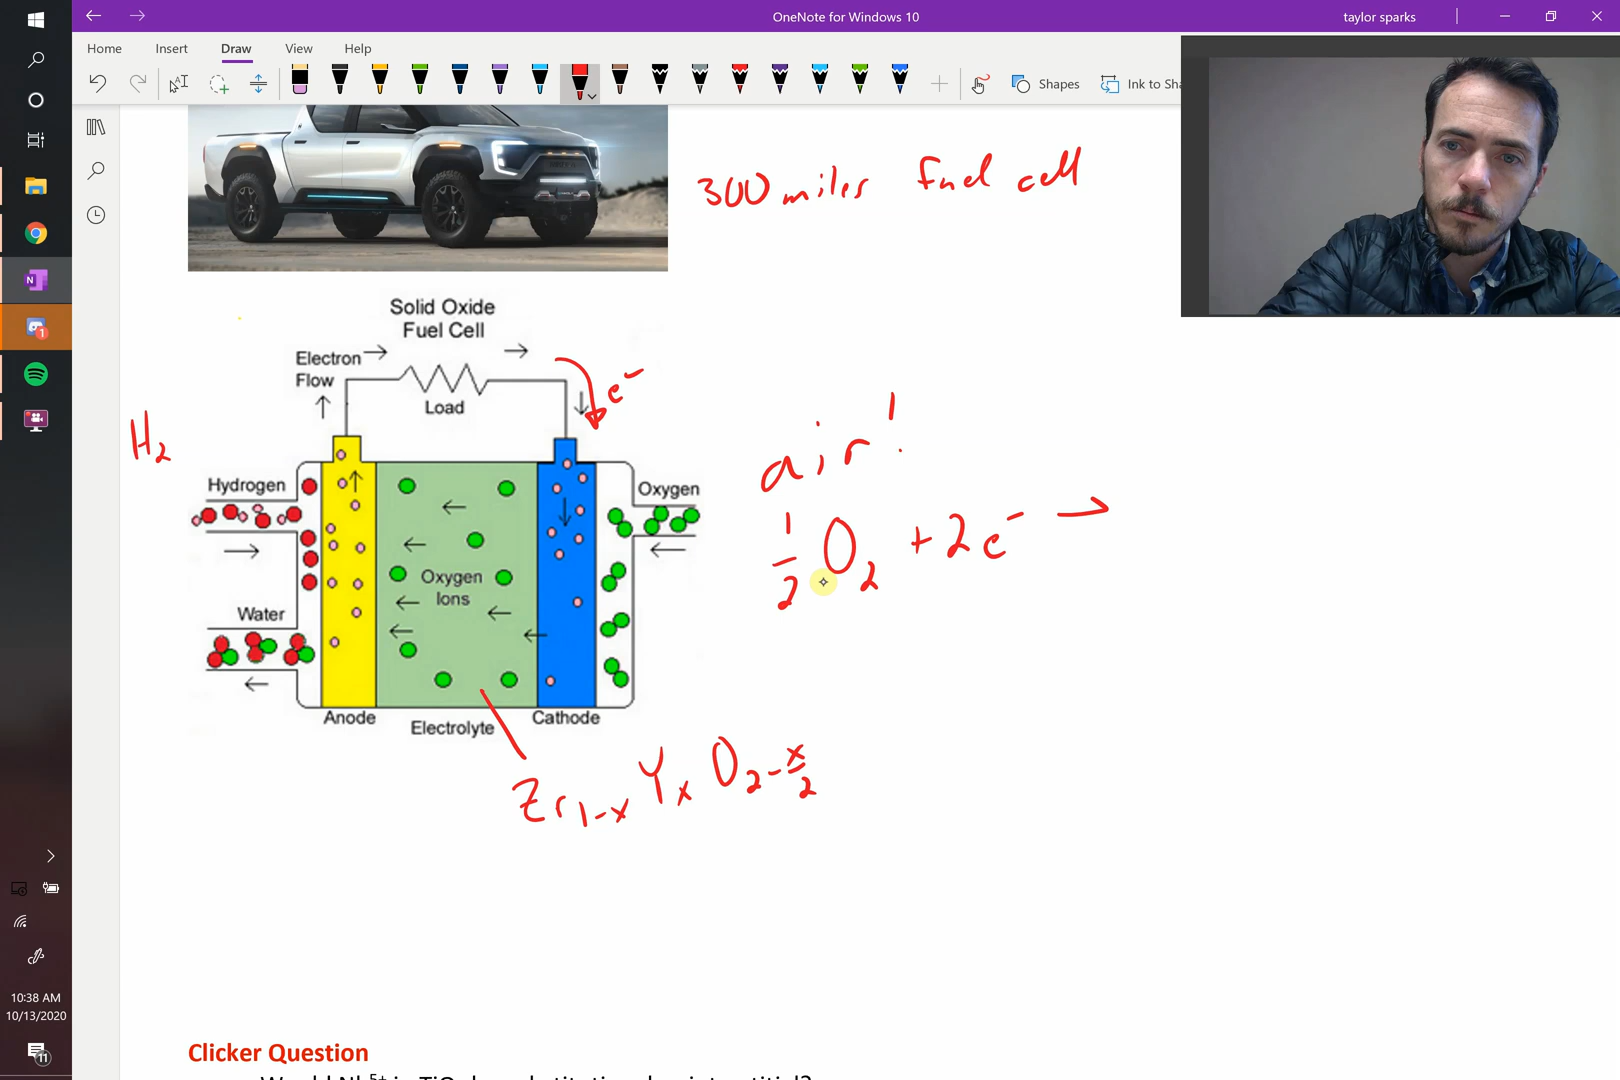 OneNote for Windows 10
taylor sparks
Home Insert Draw View Help
Shapes
Ink to Sha
300 miles fuel cell
Solid Oxide
Fuel Cell
Electron
Flow
Load
e⁻
H₂
air!
Hydrogen
Oxygen
½ O₂ + 2e⁻ →
Oxygen
Ions
Water
Anode
Electrolyte
Cathode
Zr₁₋ₓ Yₓ O₂₋ₓ/₂
10:38 AM
10/13/2020
11
Clicker Question